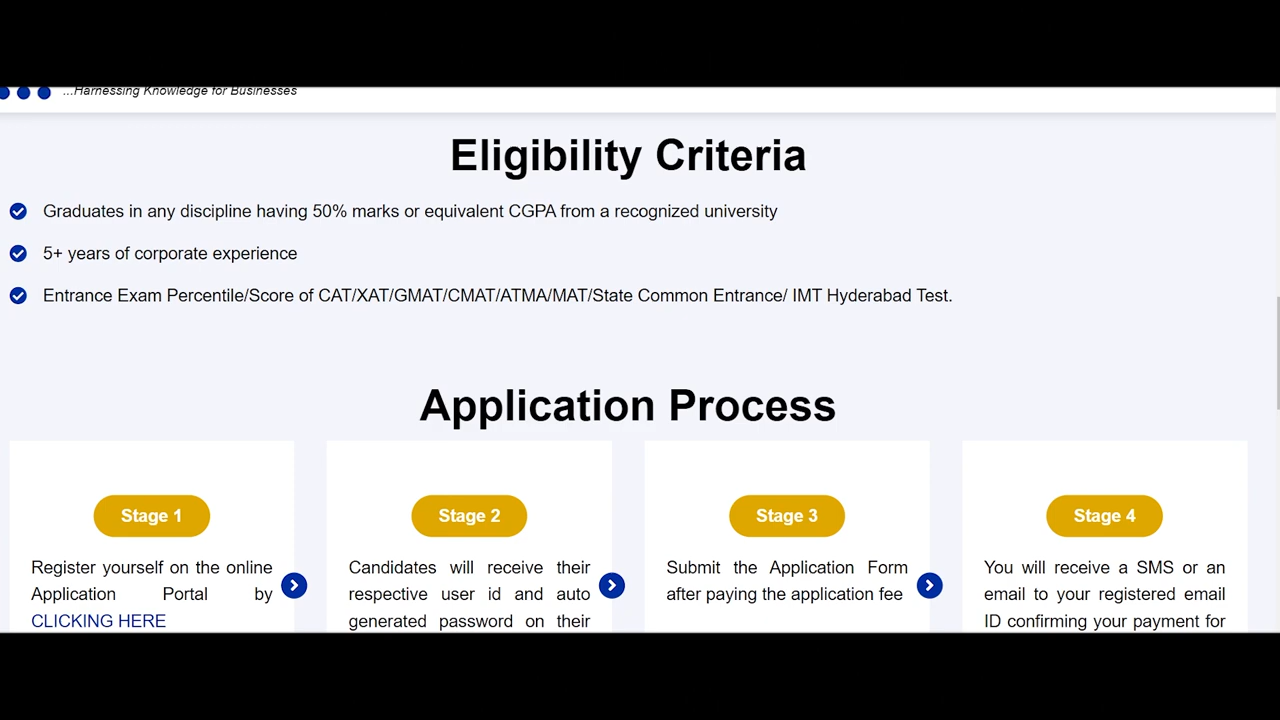 ...Harnessing Knowledge for Businesses
Eligibility Criteria
Graduates in any discipline having 50% marks or equivalent CGPA from a recognized university
5+ years of corporate experience
Entrance Exam Percentile/Score of CAT/XAT/GMAT/CMAT/ATMA/MAT/State Common Entrance/ IMT Hyderabad Test.
Application Process
Stage 1
Register yourself on the online
Application Portal by
CLICKING HERE
Stage 2
Candidates will receive their
respective user id and auto
generated password on their
Stage 3
Submit the Application Form
after paying the application fee
Stage 4
You will receive a SMS or an
email to your registered email
ID confirming your payment for